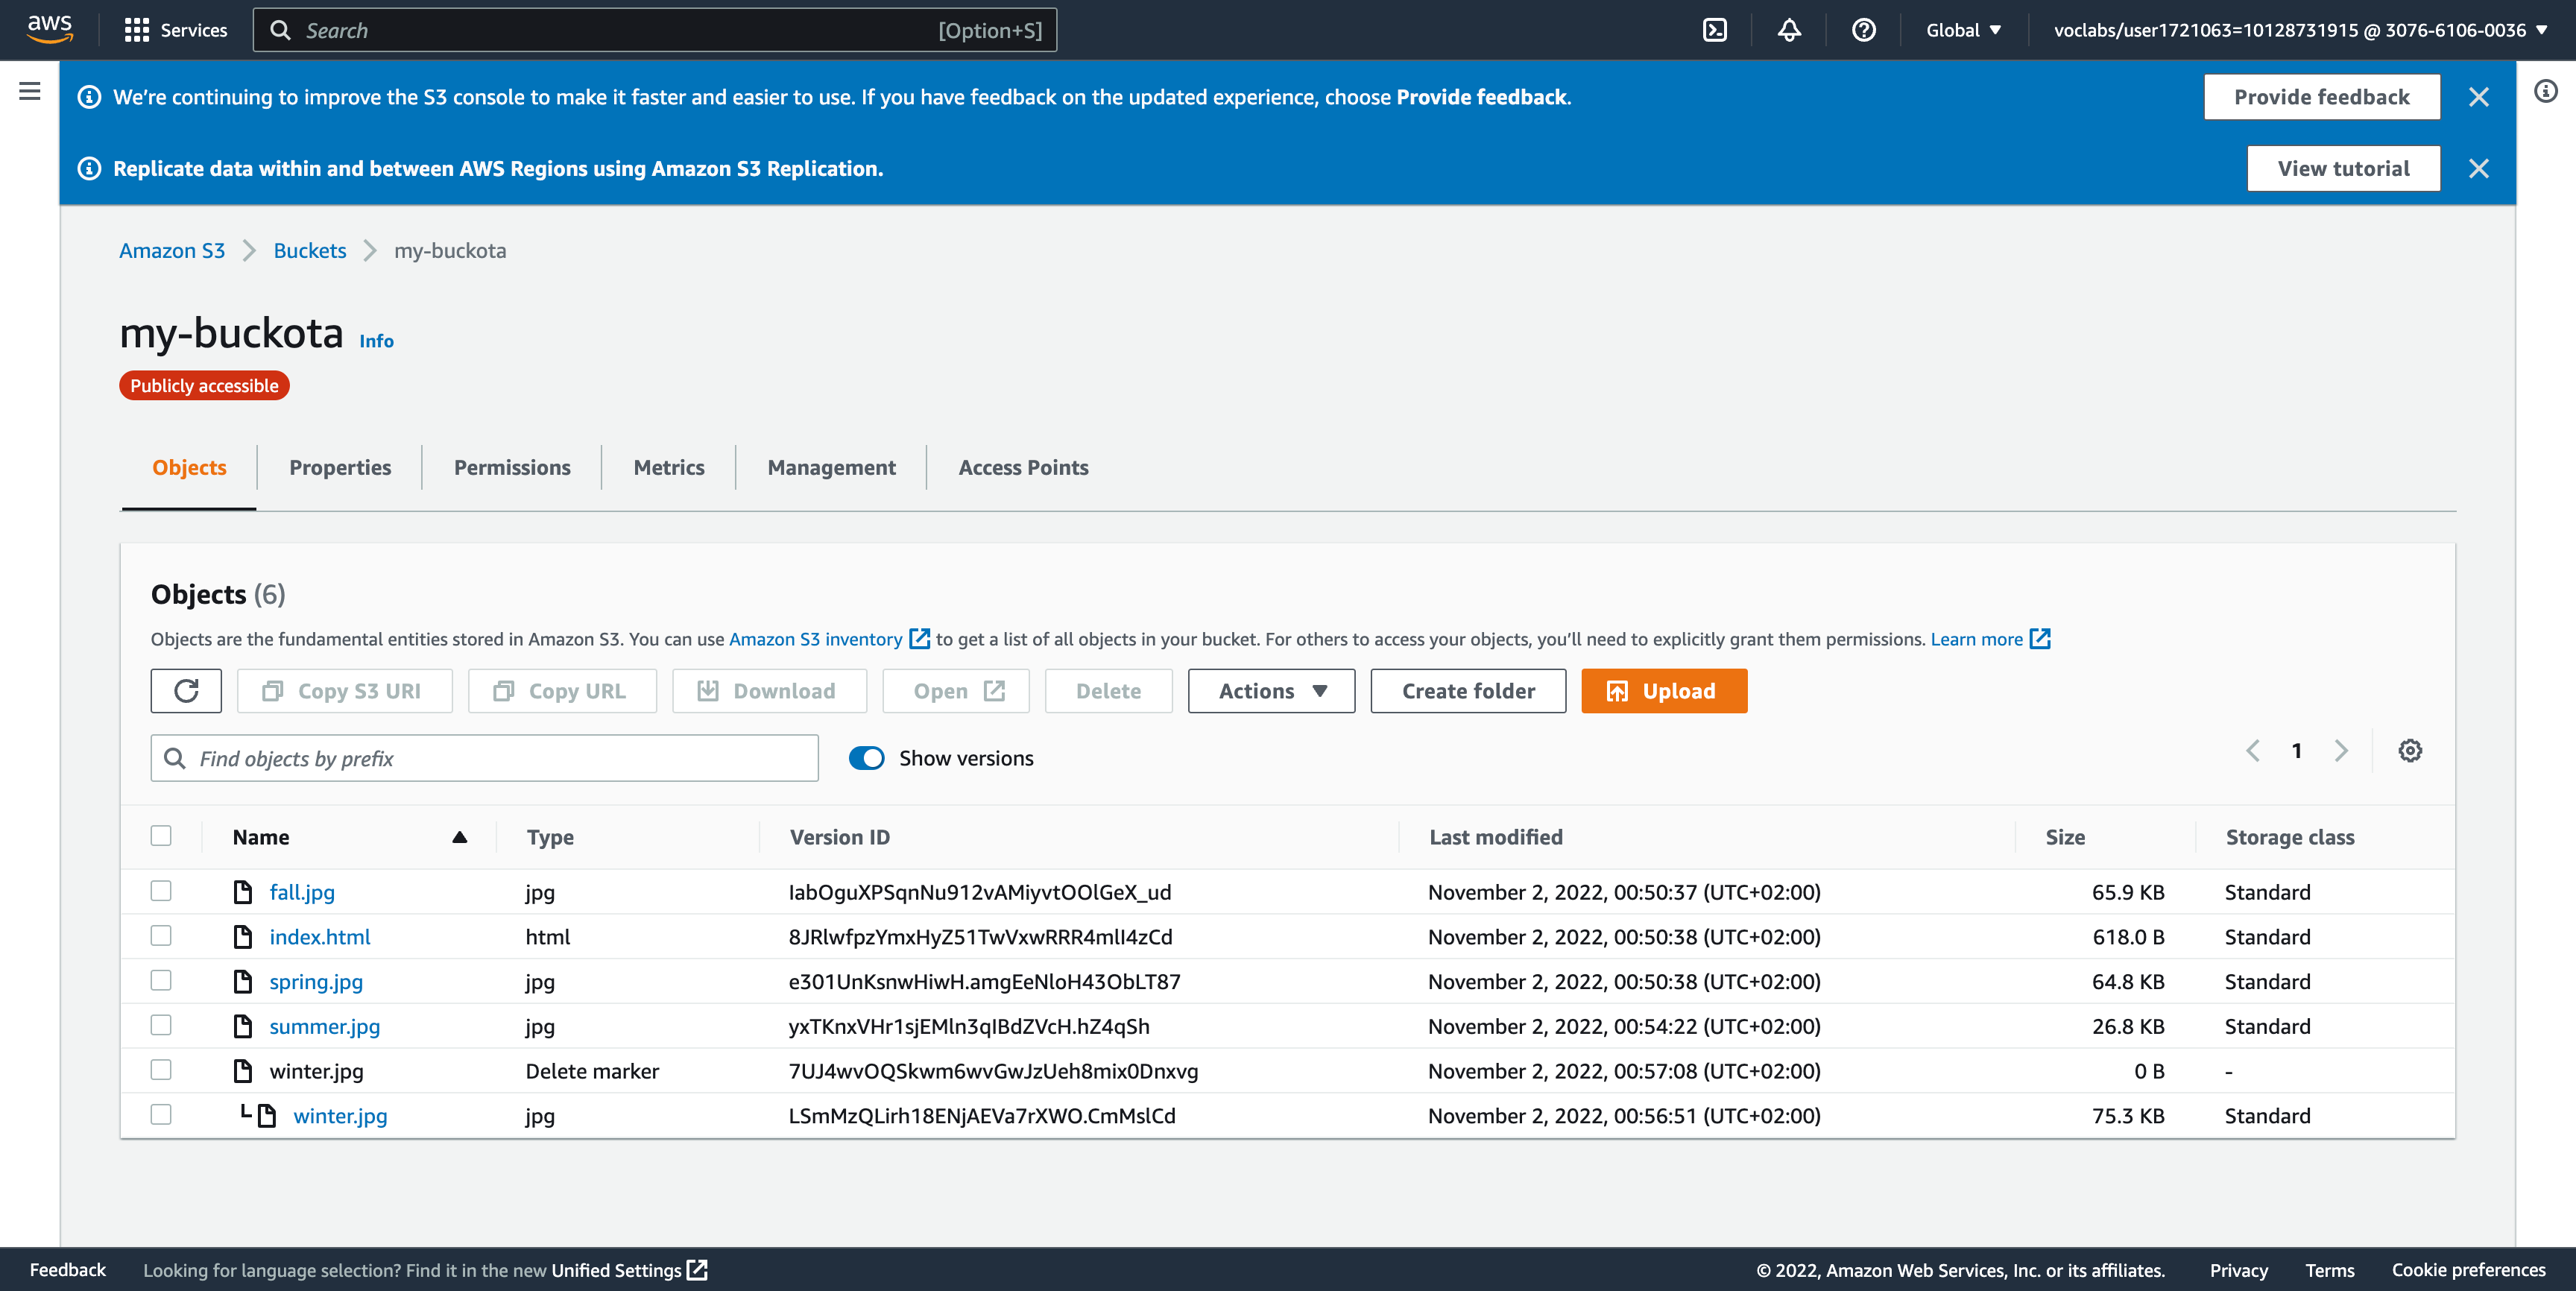 aws Services Search [Option+S] Global voclabs/user1721063=10128731915 @ 3076-6106-0036
We’re continuing to improve the S3 console to make it faster and easier to use. If you have feedback on the updated experience, choose Provide feedback. Provide feedback
Replicate data within and between AWS Regions using Amazon S3 Replication. View tutorial
Amazon S3 Buckets my-buckota
my-buckota Info
Publicly accessible
Objects Properties Permissions Metrics Management Access Points
Objects (6)
Objects are the fundamental entities stored in Amazon S3. You can use Amazon S3 inventory to get a list of all objects in your bucket. For others to access your objects, you’ll need to explicitly grant them permissions. Learn more
Copy S3 URI Copy URL Download Open Delete Actions Create folder Upload
Find objects by prefix Show versions 1
Name Type Version ID Last modified Size Storage class
fall.jpg jpg IabOguXPSqnNu912vAMiyvtOOlGeX_ud November 2, 2022, 00:50:37 (UTC+02:00) 65.9 KB Standard
index.html html 8JRlwfpzYmxHyZ51TwVxwRRR4mlI4zCd November 2, 2022, 00:50:38 (UTC+02:00) 618.0 B Standard
spring.jpg jpg e301UnKsnwHiwH.amgEeNloH43ObLT87 November 2, 2022, 00:50:38 (UTC+02:00) 64.8 KB Standard
summer.jpg jpg yxTKnxVHr1sjEMln3qIBdZVcH.hZ4qSh November 2, 2022, 00:54:22 (UTC+02:00) 26.8 KB Standard
winter.jpg Delete marker 7UJ4wvOQSkwm6wvGwJzUeh8mix0Dnxvg November 2, 2022, 00:57:08 (UTC+02:00) 0 B -
winter.jpg jpg LSmMzQLirh18ENjAEVa7rXWO.CmMslCd November 2, 2022, 00:56:51 (UTC+02:00) 75.3 KB Standard
Feedback Looking for language selection? Find it in the new Unified Settings © 2022, Amazon Web Services, Inc. or its affiliates. Privacy Terms Cookie preferences